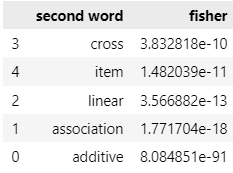 second word fisher
3 cross 3.832818e-10
4 item 1.482039e-11
2 linear 3.566882e-13
1 association 1.771704e-18
0 additive 8.084851e-91